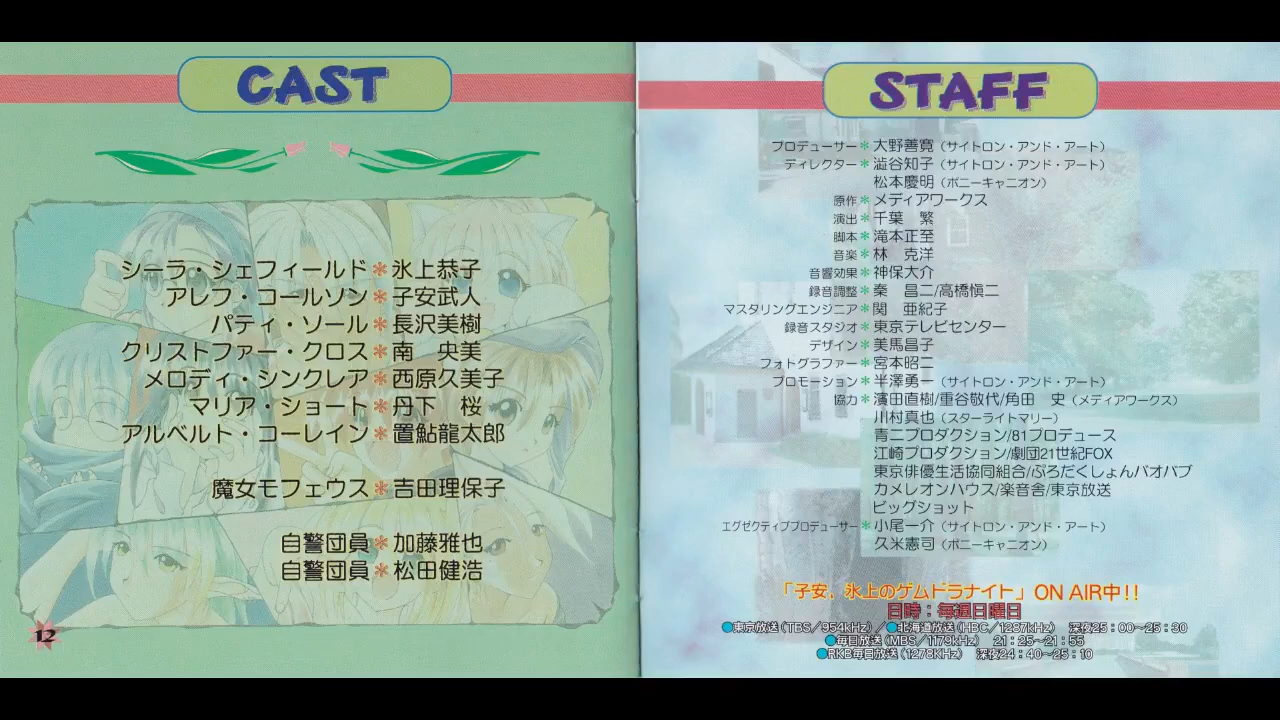 CAST
シーラ・シェフィールド＊氷上恭子
アレフ・コールソン＊子安武人
パティ・ソール＊長沢美樹
クリストファー・クロス＊南　央美
メロディ・シンクレア＊西原久美子
マリア・ショート＊丹下　桜
アルベルト・コーレイン＊置鮎龍太郎
魔女モフェウス＊吉田理保子
自警団員＊加藤雅也
自警団員＊松田健浩
12
STAFF
プロデューサー＊大野善寛（サイトロン・アンド・アート）
ディレクター＊澁谷知子（サイトロン・アンド・アート）
松本慶明（ポニーキャニオン）
原作＊メディアワークス
演出＊千葉　繁
脚本＊滝本正至
音楽＊林　克洋
音響効果＊神保大介
録音調整＊秦　昌二/高橋愼二
マスタリングエンジニア＊関　亜紀子
録音スタジオ＊東京テレビセンター
デザイン＊美馬昌子
フォトグラファー＊宮本昭二
プロモーション＊半澤勇一（サイトロン・アンド・アート）
協力＊濱田直樹/重谷敬代/角田　史（メディアワークス）
川村真也（スターライトマリー）
青二プロダクション/81プロデュース
江崎プロダクション/劇団21世紀FOX
東京俳優生活協同組合/ぷろだくしょんバオバブ
カメレオンハウス/楽音舎/東京放送
ビッグショット
エグゼクティブプロデューサー＊小尾一介（サイトロン・アンド・アート）
久米憲司（ポニーキャニオン）
「子安、氷上のゲムドラナイト」ON AIR中！！
日時：毎週日曜日
●東京放送（TBS／954kHz）／●北海道放送（HBC／1287kHz）　深夜25：00〜25：30
●毎日放送（MBS／1179kHz）　21：25〜21：55
●RKB毎日放送（1278KHz）　深夜24：40〜25：10